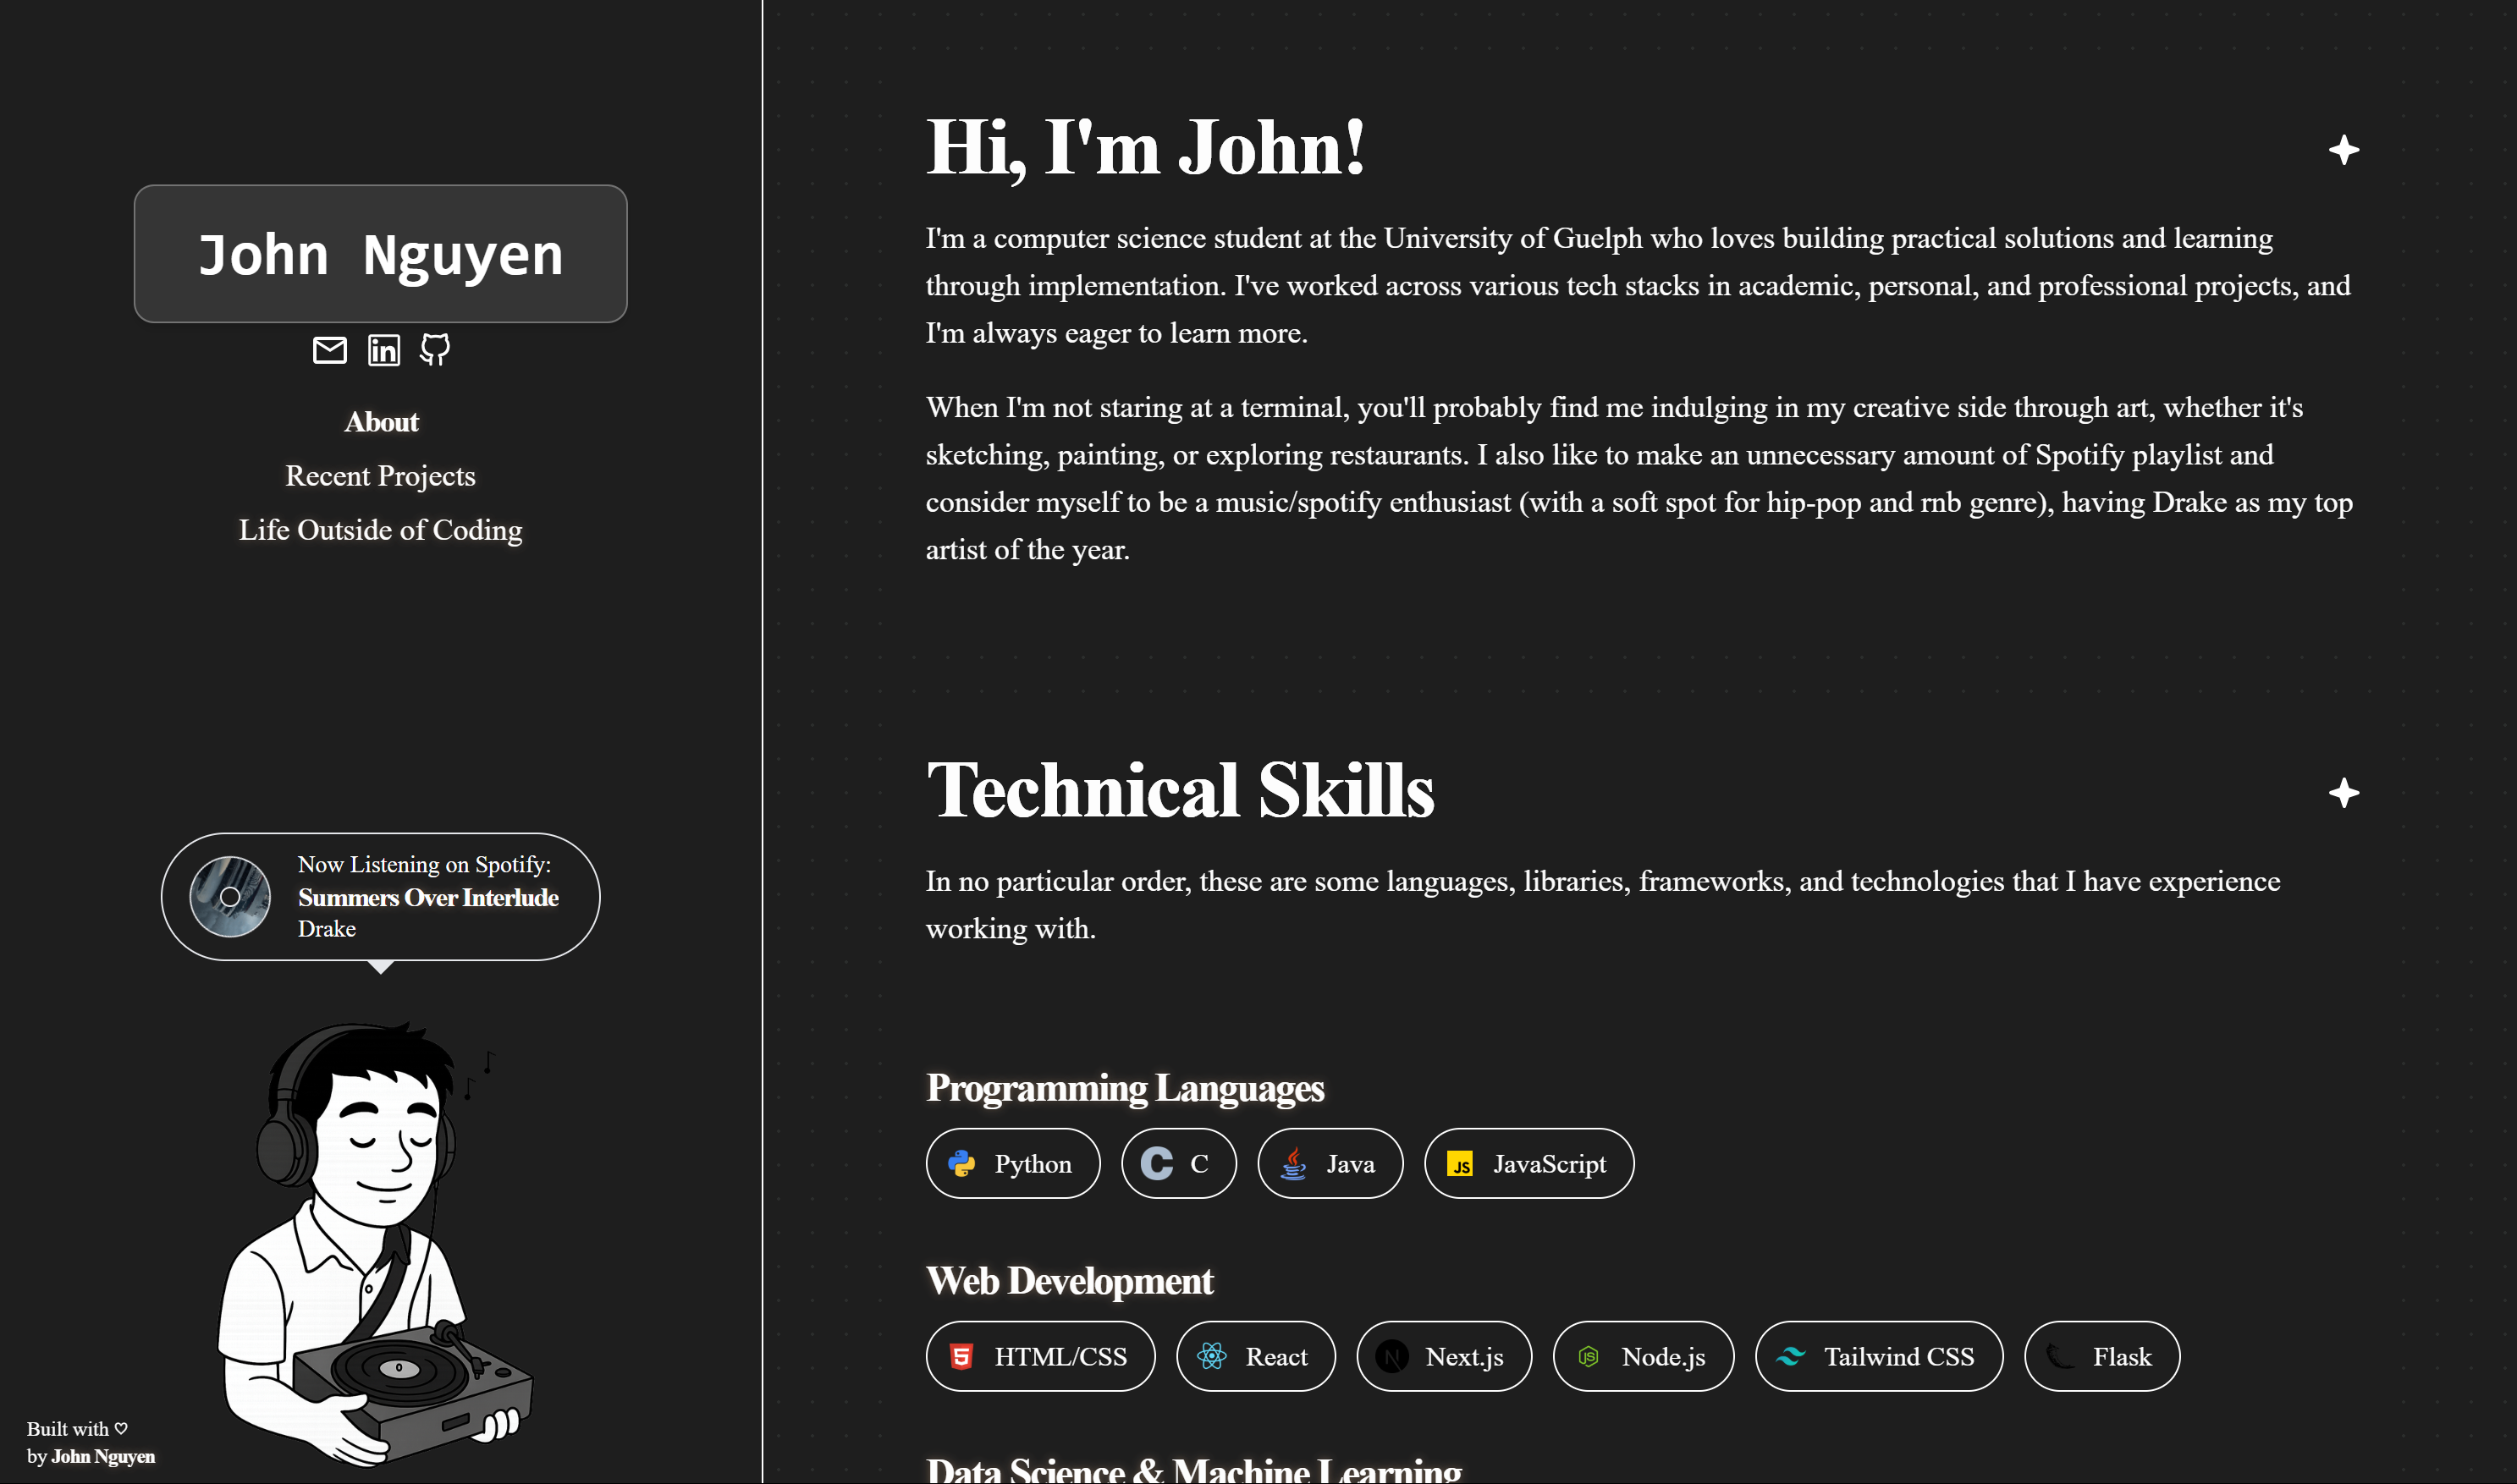 John Nguyen
About
Recent Projects
Life Outside of Coding
Now Listening on Spotify:
Summers Over Interlude
Drake
Built with ♡
by John Nguyen
Hi, I'm John!
I'm a computer science student at the University of Guelph who loves building practical solutions and learning
through implementation. I've worked across various tech stacks in academic, personal, and professional projects, and
I'm always eager to learn more.
When I'm not staring at a terminal, you'll probably find me indulging in my creative side through art, whether it's
sketching, painting, or exploring restaurants. I also like to make an unnecessary amount of Spotify playlist and
consider myself to be a music/spotify enthusiast (with a soft spot for hip-pop and rnb genre), having Drake as my top
artist of the year.
Technical Skills
In no particular order, these are some languages, libraries, frameworks, and technologies that I have experience
working with.
Programming Languages
Python C Java JavaScript
Web Development
HTML/CSS React Next.js Node.js Tailwind CSS Flask
Data Science & Machine Learning